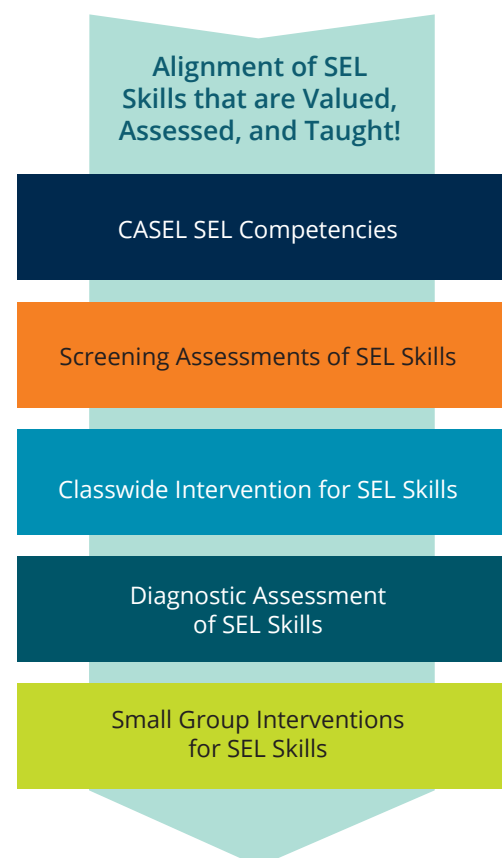 Alignment of SEL
Skills that are Valued,
Assessed, and Taught!
CASEL SEL Competencies
Screening Assessments of SEL Skills
Classwide Intervention for SEL Skills
Diagnostic Assessment
of SEL Skills
Small Group Interventions
for SEL Skills